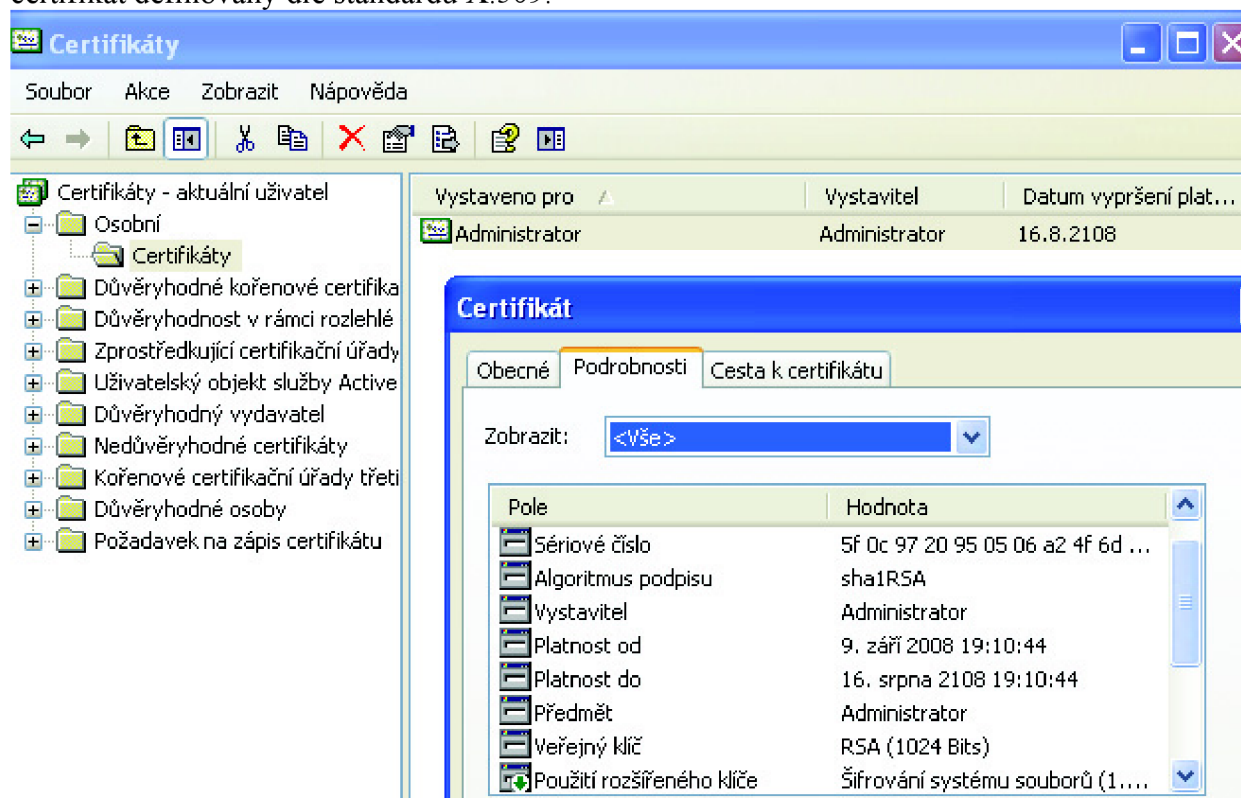 certifikát definovaný dle standardu X.509.
Certifikáty
Soubor Akce Zobrazit Nápověda
Certifikáty - aktuální uživatel
Osobní
Certifikáty
Důvěryhodné kořenové certifika
Důvěryhodnost v rámci rozlehlé
Zprostředkující certifikační úřady
Uživatelský objekt služby Active
Důvěryhodný vydavatel
Nedůvěryhodné certifikáty
Kořenové certifikační úřady třeti
Důvěryhodné osoby
Požadavek na zápis certifikátu
Vystaveno pro Vystavitel Datum vypršení plat...
Administrator Administrator 16.8.2108
Certifikát
Obecné Podrobnosti Cesta k certifikátu
Zobrazit: <Vše>
Pole Hodnota
Sériové číslo 5f 0c 97 20 95 05 06 a2 4f 6d ...
Algoritmus podpisu sha1RSA
Vystavitel Administrator
Platnost od 9. září 2008 19:10:44
Platnost do 16. srpna 2108 19:10:44
Předmět Administrator
Veřejný klíč RSA (1024 Bits)
Použití rozšířeného klíče Šifrování systému souborů (1....